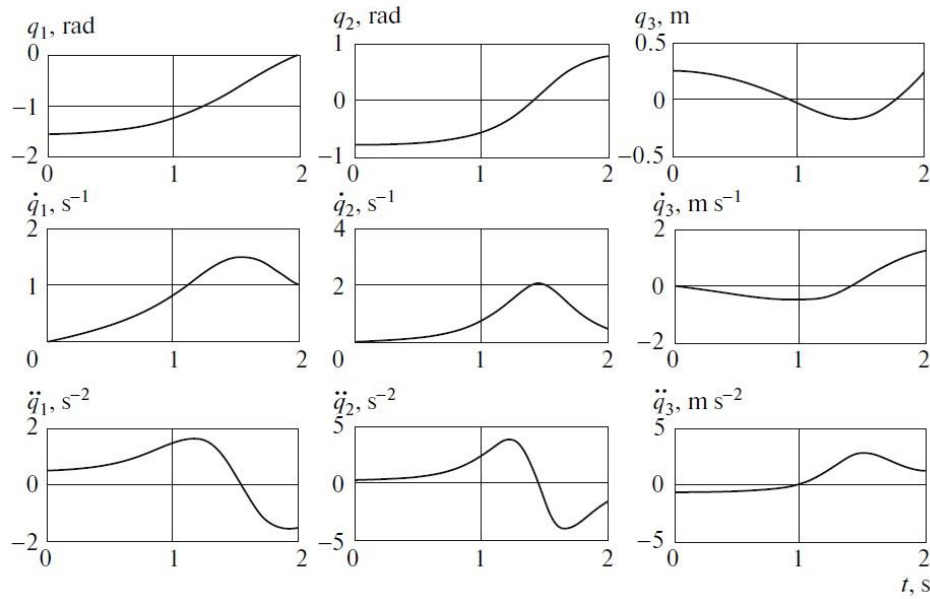 q₁, rad
q₂, rad
q₃, m
0
−1
−2
0 1 2
1
0
−1
0 1 2
0.5
0
−0.5
0 1 2
q̇₁, s⁻¹
q̇₂, s⁻¹
q̇₃, m s⁻¹
2
1
0 1 2
4
2
0 1 2
2
0
−2
0 1 2
q̈₁, s⁻²
q̈₂, s⁻²
q̈₃, m s⁻²
2
0
−2
0 1 2
5
0
−5
0 1 2
5
0
−5
0 1 2
t, s